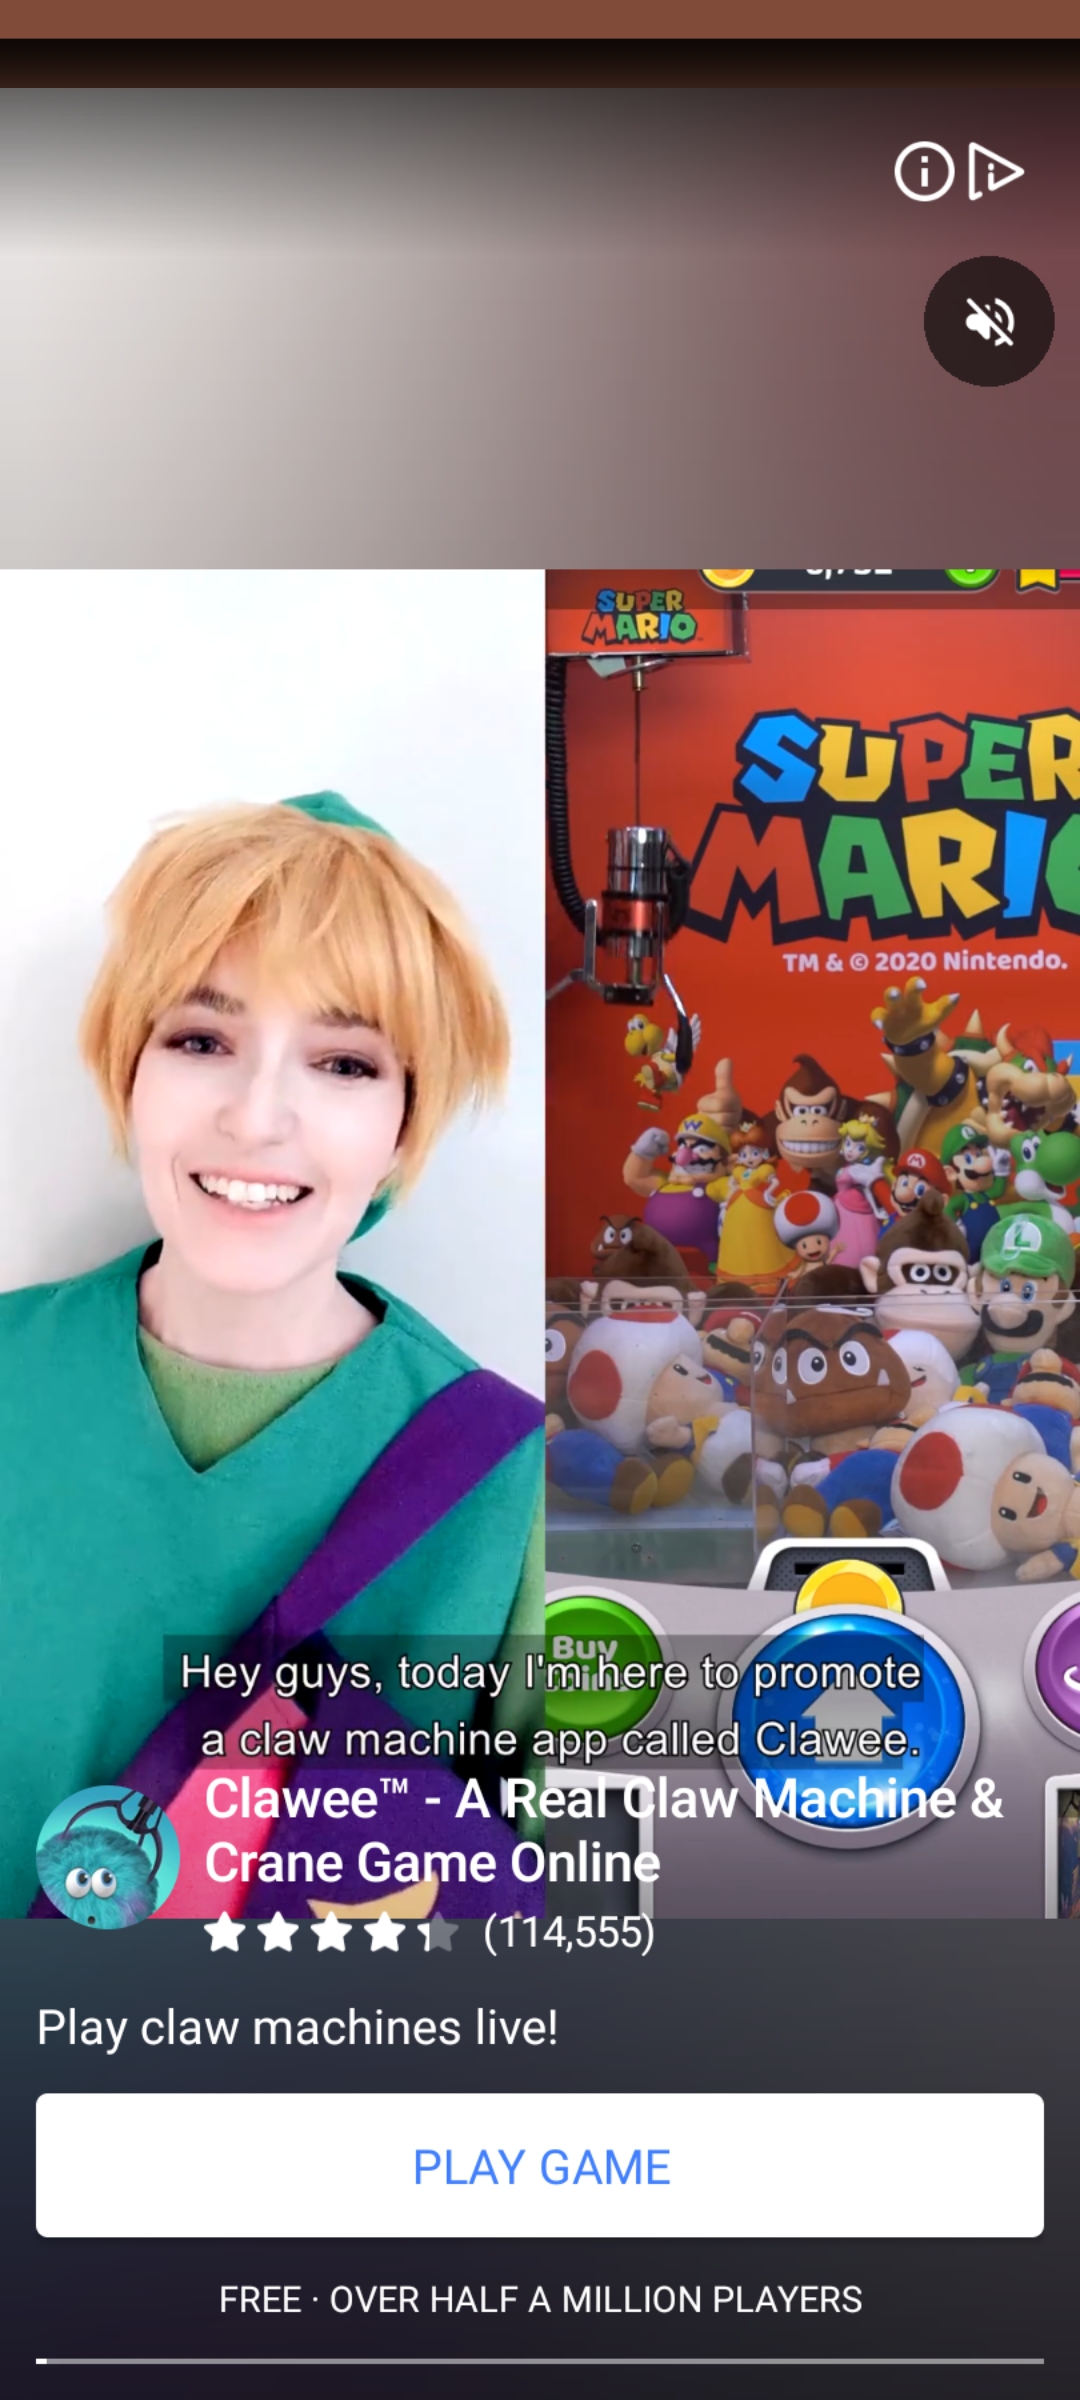 SUPER
MARIO
SUPER
MARIO
TM & © 2020 Nintendo.
Buy
Hey guys, today I'm here to promote
a claw machine app called Clawee.
Clawee™ - A Real Claw Machine &
Crane Game Online
(114,555)
Play claw machines live!
PLAY GAME
FREE · OVER HALF A MILLION PLAYERS